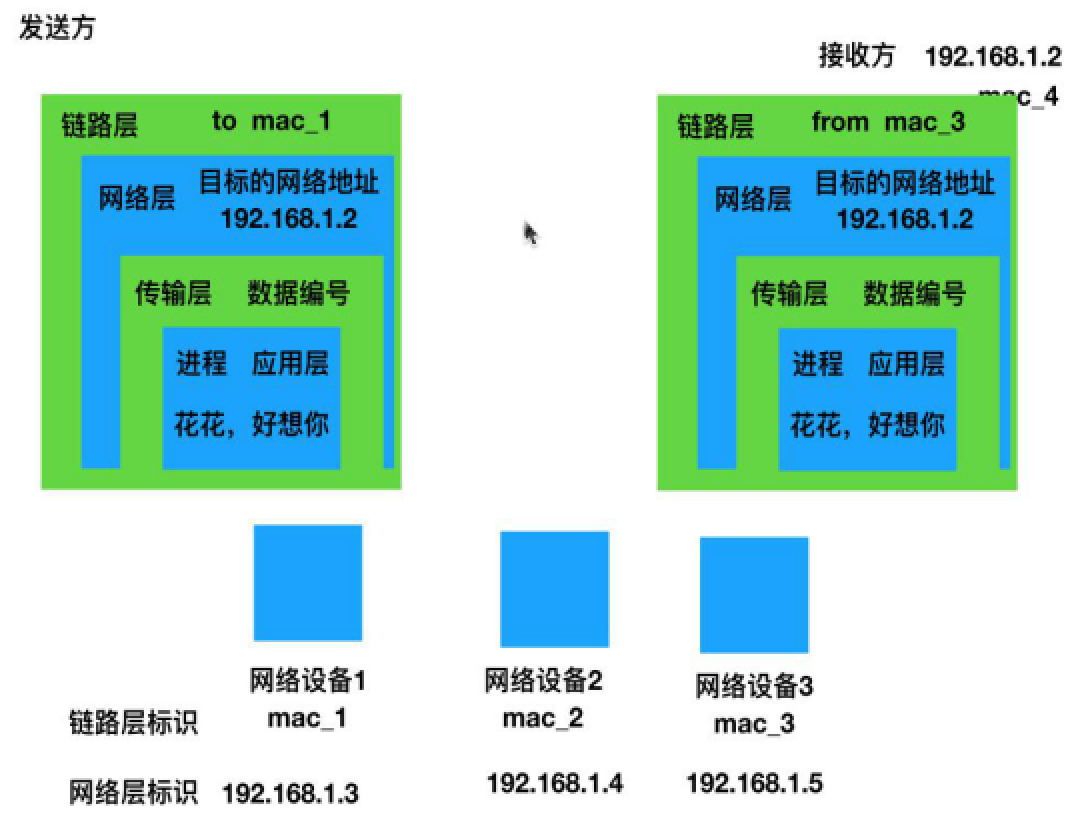 发送方
接收方 192.168.1.2
mac_4
链路层 to mac_1
网络层 目标的网络地址
192.168.1.2
传输层 数据编号
进程 应用层
花花，好想你
链路层 from mac_3
网络层 目标的网络地址
192.168.1.2
传输层 数据编号
进程 应用层
花花，好想你
网络设备1 网络设备2 网络设备3
链路层标识 mac_1 mac_2 mac_3
网络层标识 192.168.1.3 192.168.1.4 192.168.1.5